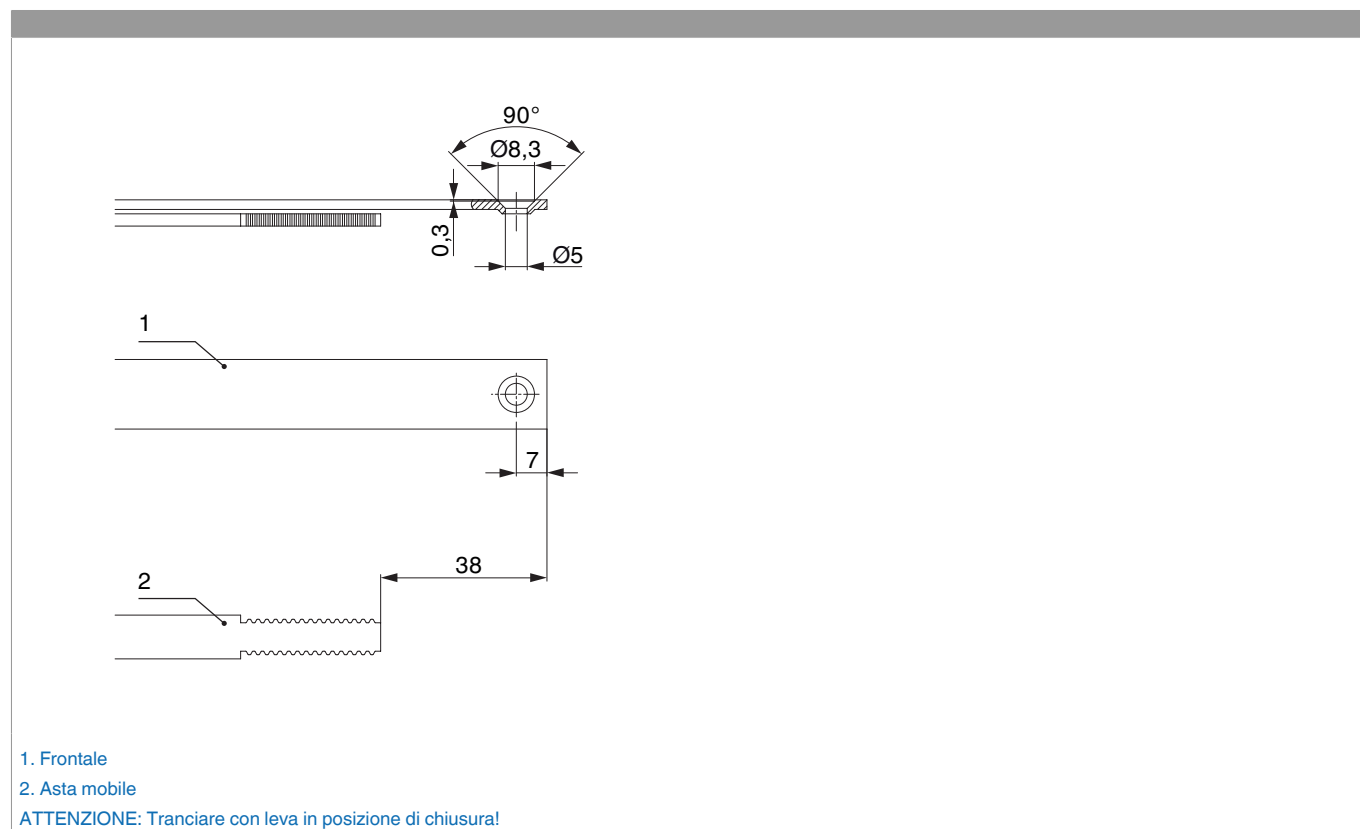 90°
Ø8,3
0,3
Ø5
1
7
38
2
1. Frontale
2. Asta mobile
ATTENZIONE: Tranciare con leva in posizione di chiusura!